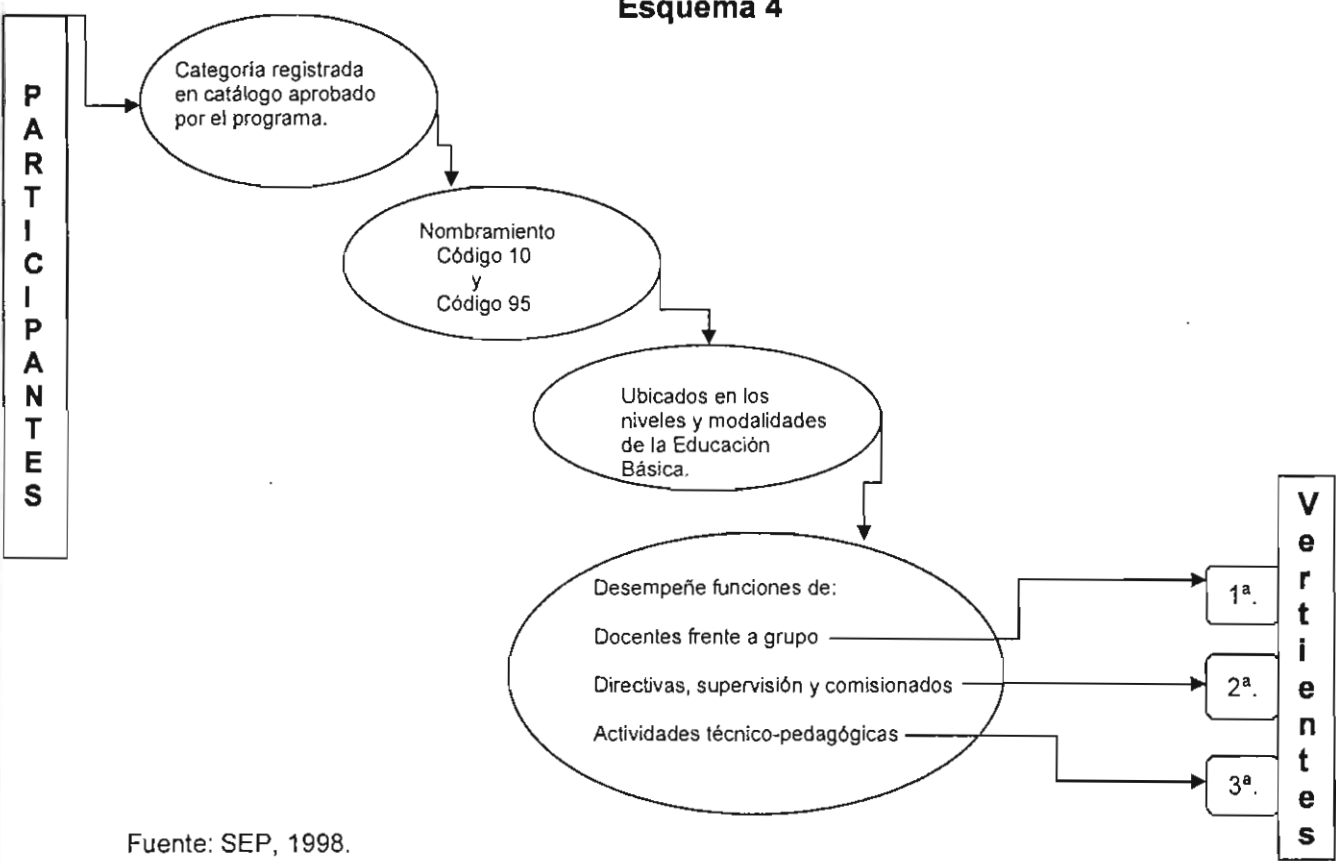 Esquema 4
PARTICIPANTES
Categoría registrada
en catálogo aprobado
por el programa.
Nombramiento
Código 10
y
Código 95
Ubicados en los
niveles y modalidades
de la Educación
Básica.
Desempeñe funciones de:
Docentes frente a grupo
Directivas, supervisión y comisionados
Actividades técnico-pedagógicas
1ª.
2ª.
3ª.
Vertientes
Fuente: SEP, 1998.